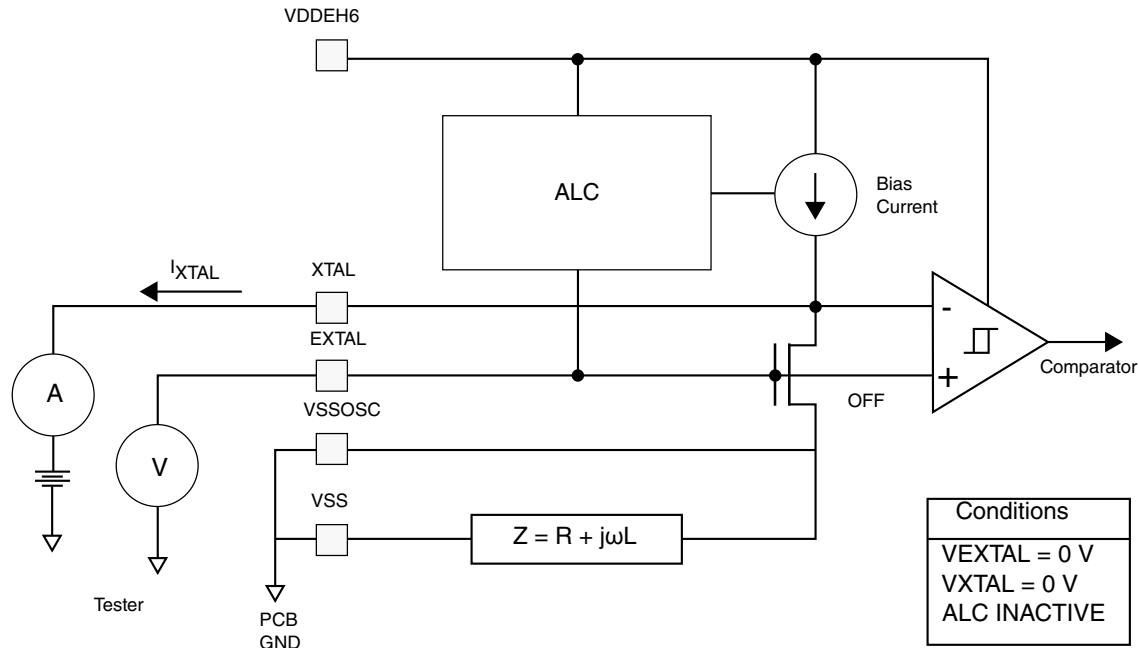 VDDEH6
ALC
Bias
Current
IXTAL
XTAL
-
EXTAL
A
+
Comparator
OFF
VSSOSC
V
VSS
Z = R + jωL
Conditions
VEXTAL = 0 V
VXTAL = 0 V
ALC INACTIVE
Tester
PCB
GND